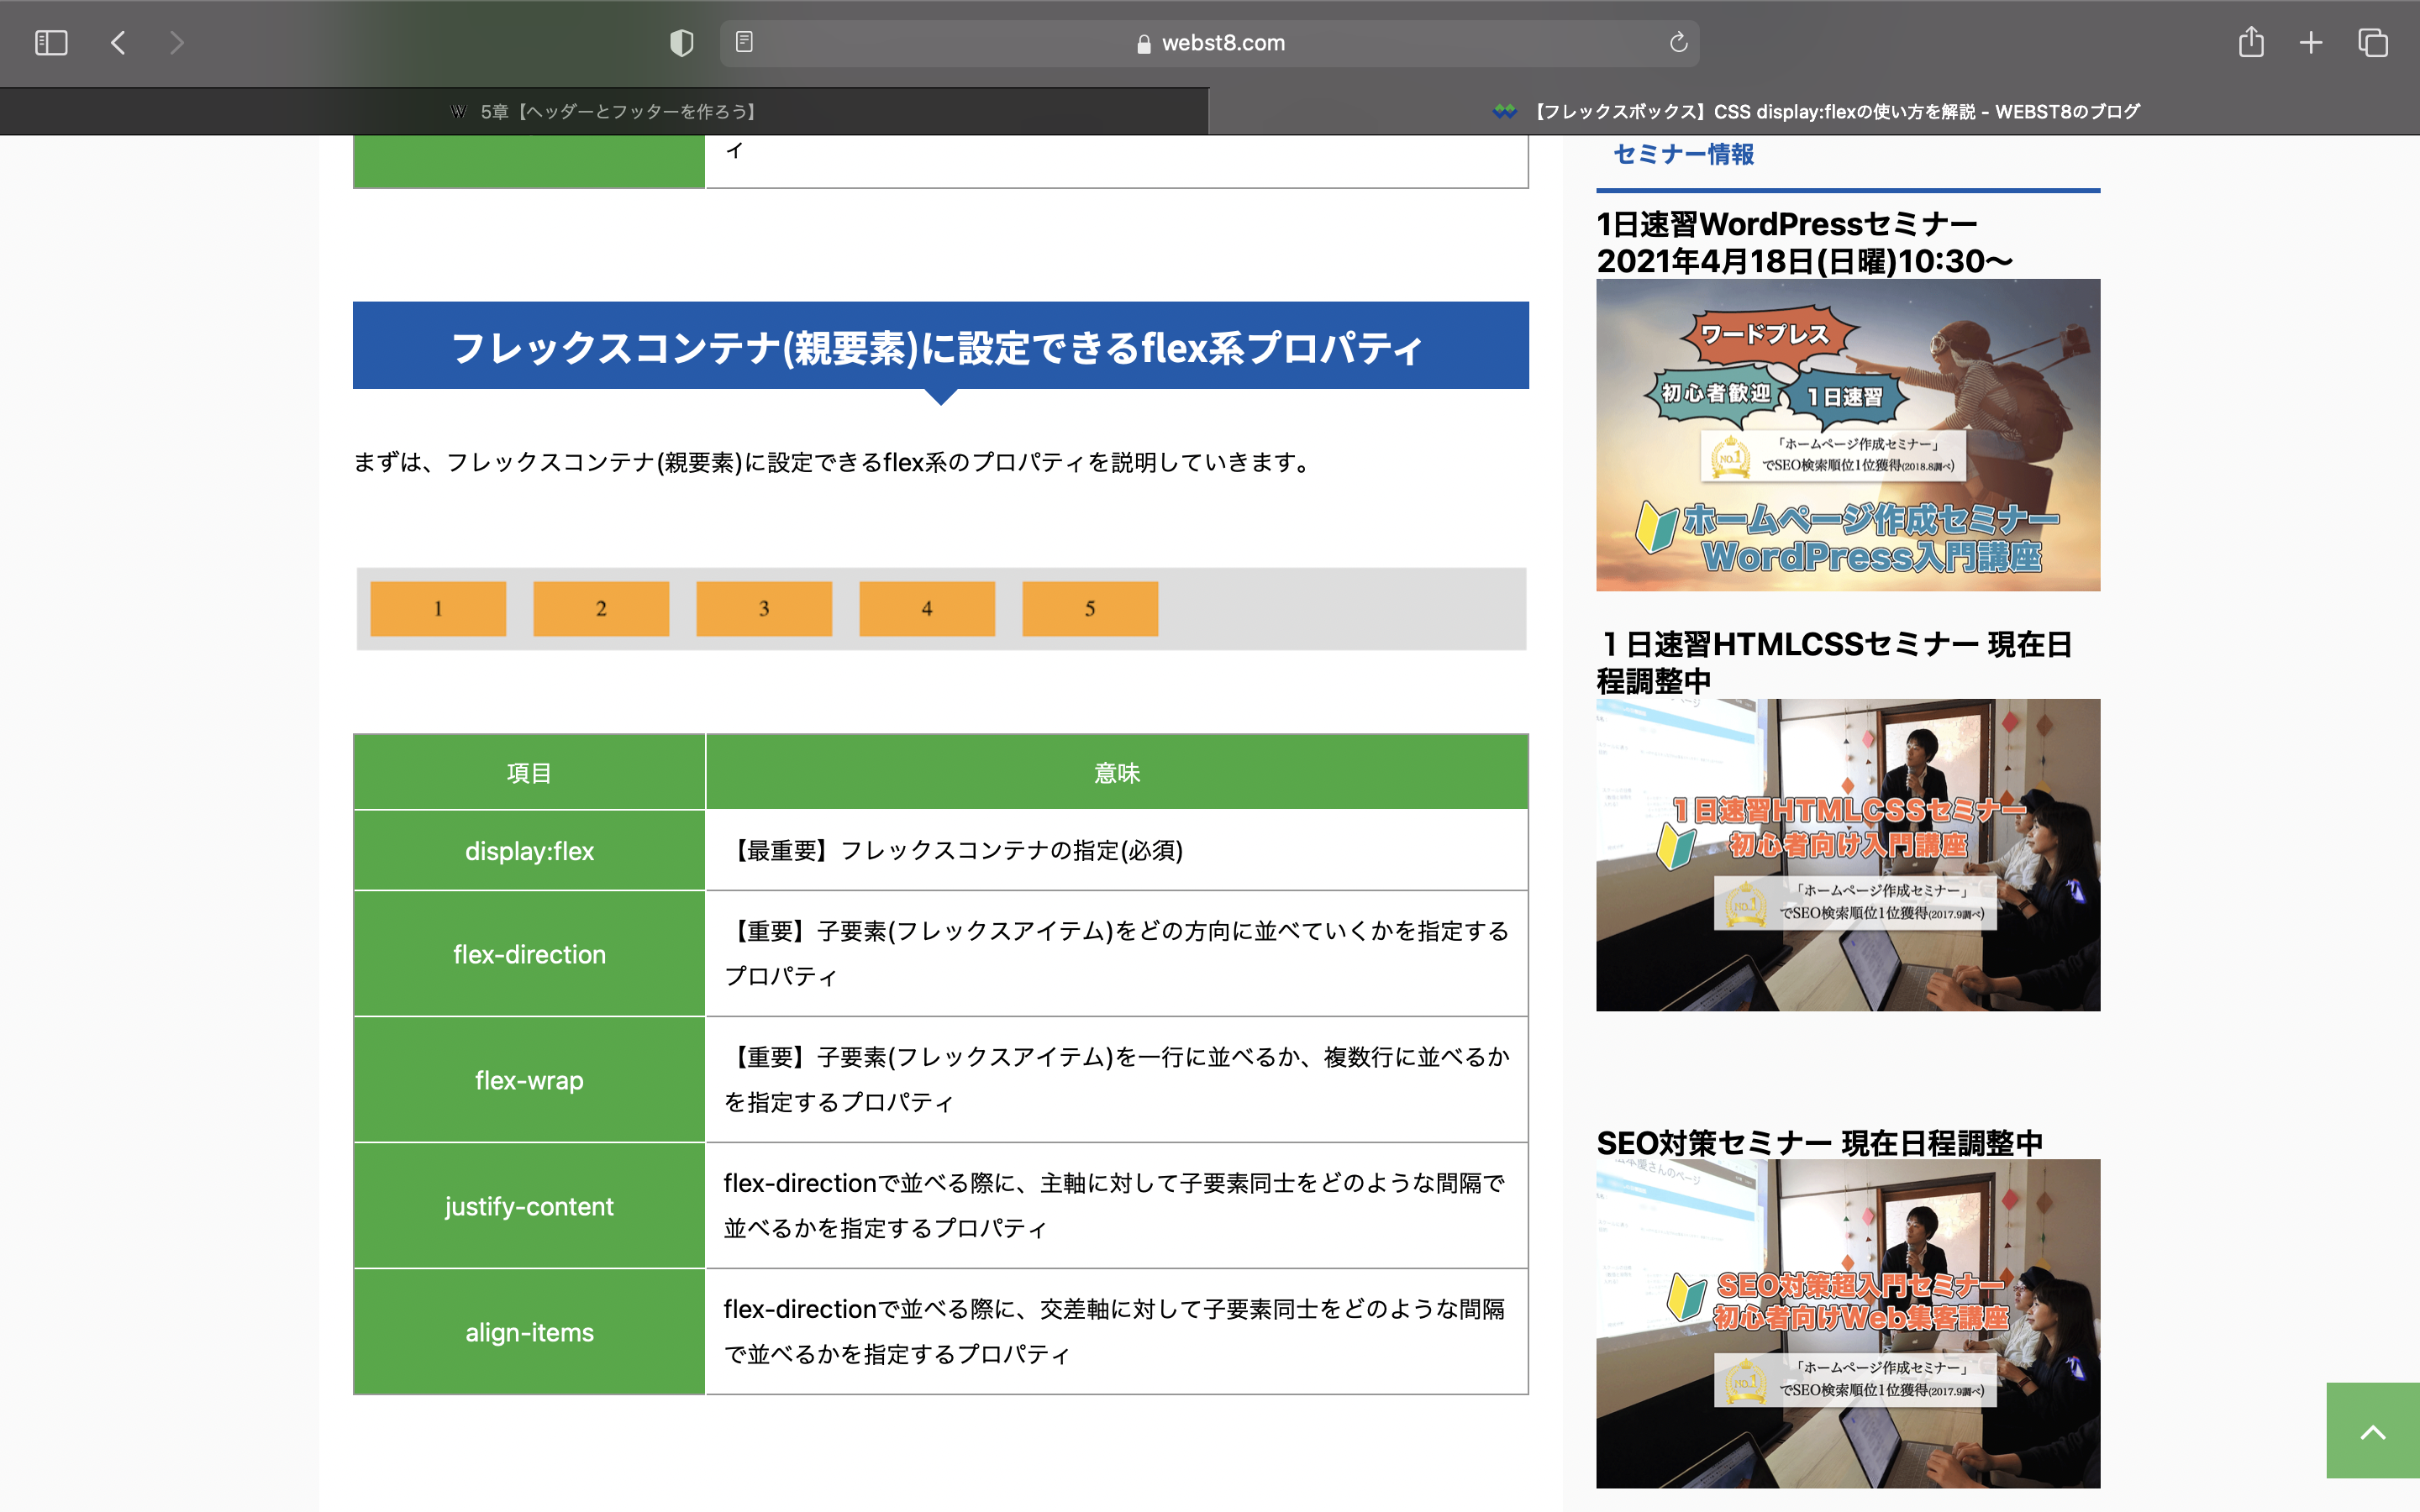 webst8.com
5章【ヘッダーとフッターを作ろう】
【フレックスボックス】CSS display:flexの使い方を解説 - WEBST8のブログ
ィ
フレックスコンテナ(親要素)に設定できるflex系プロパティ
まずは、フレックスコンテナ(親要素)に設定できるflex系のプロパティを説明していきます。
1 2 3 4 5
項目 意味
display:flex 【最重要】フレックスコンテナの指定(必須)
flex-direction 【重要】子要素(フレックスアイテム)をどの方向に並べていくかを指定する
プロパティ
flex-wrap 【重要】子要素(フレックスアイテム)を一行に並べるか、複数行に並べるか
を指定するプロパティ
justify-content flex-directionで並べる際に、主軸に対して子要素同士をどのような間隔で
並べるかを指定するプロパティ
align-items flex-directionで並べる際に、交差軸に対して子要素同士をどのような間隔
で並べるかを指定するプロパティ
セミナー情報
1日速習WordPressセミナー
2021年4月18日(日曜)10:30〜
ワードプレス
初心者歓迎
1日速習
「ホームページ作成セミナー」
NO.1
でSEO検索順位1位獲得(2018.8調べ)
ホームページ作成セミナー
WordPress入門講座
１日速習HTMLCSSセミナー 現在日
程調整中
１日速習HTMLCSSセミナー
初心者向け入門講座
「ホームページ作成セミナー」
NO.1
でSEO検索順位1位獲得(2017.9調べ)
SEO対策セミナー 現在日程調整中
SEO対策超入門セミナー
初心者向けWeb集客講座
「ホームページ作成セミナー」
NO.1
でSEO検索順位1位獲得(2017.9調べ)